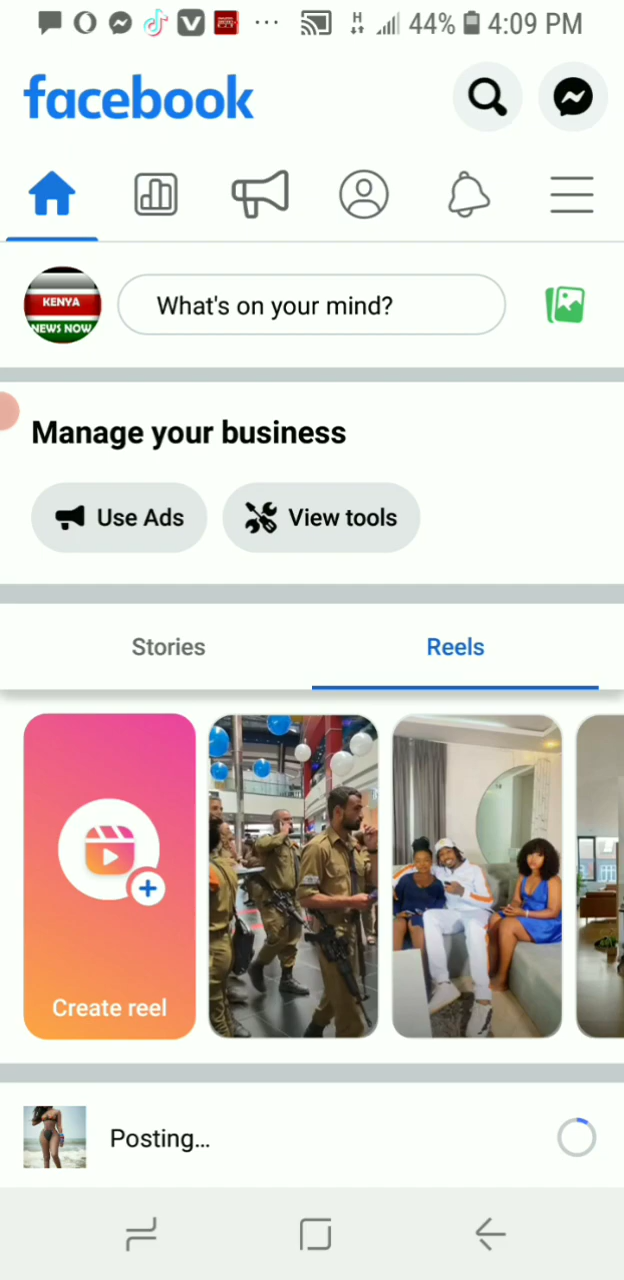 H 44% 4:09 PM
facebook
KENYA
NEWS NOW
What's on your mind?
Manage your business
Use Ads
View tools
Stories
Reels
Create reel
Posting...